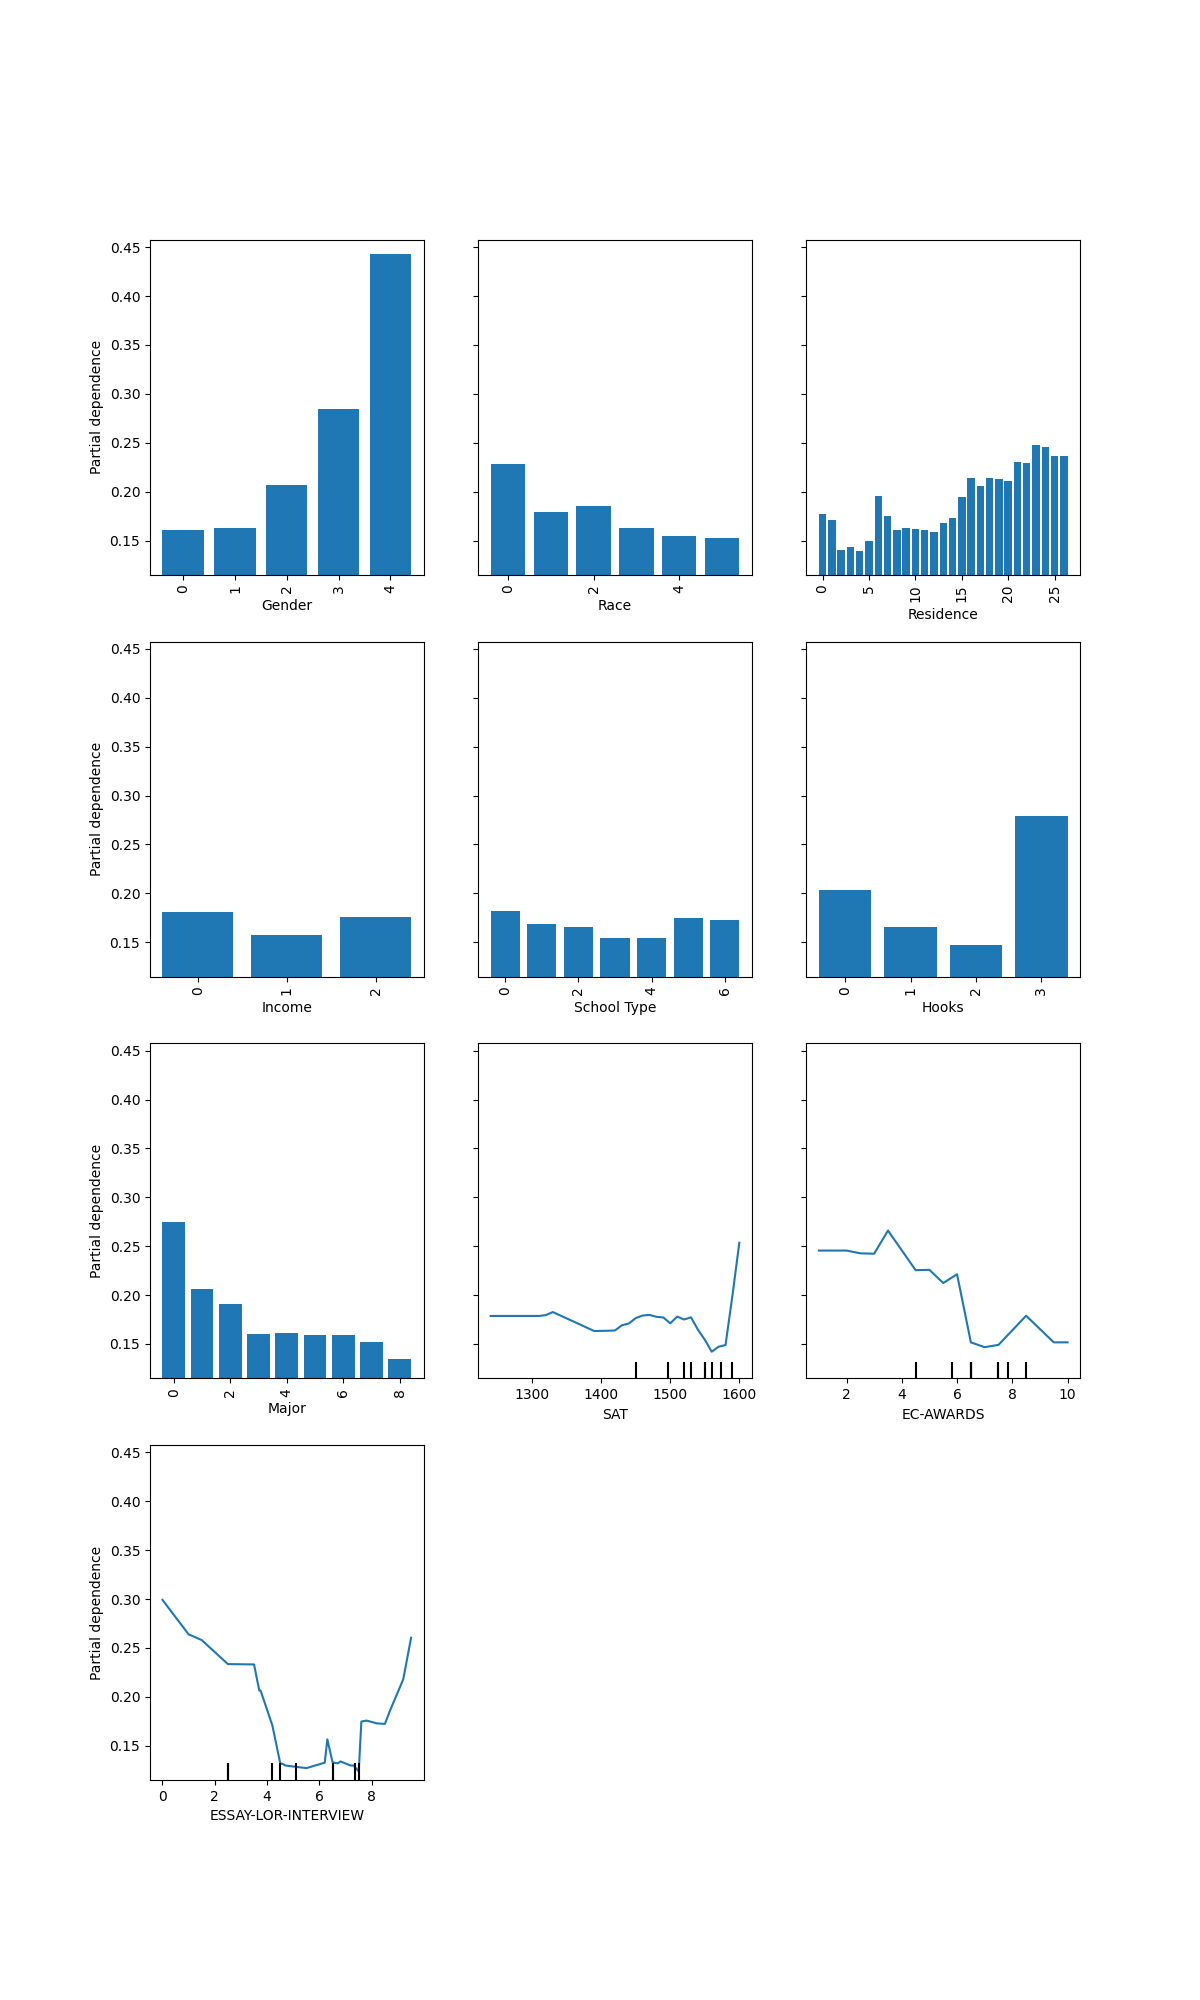 0.45
0.40
0.35
0.30
0.25
0.20
0.15
Partial dependence
0 1 2 3 4
Gender
0 2 4
Race
0 5 10 15 20 25
Residence
0.45
0.40
0.35
0.30
0.25
0.20
0.15
Partial dependence
0 1 2
Income
0 2 4 6
School Type
0 1 2 3
Hooks
0.45
0.40
0.35
0.30
0.25
0.20
0.15
Partial dependence
0 2 4 6 8
Major
1300 1400 1500 1600
SAT
2 4 6 8 10
EC-AWARDS
0.45
0.40
0.35
0.30
0.25
0.20
0.15
Partial dependence
0 2 4 6 8
ESSAY-LOR-INTERVIEW